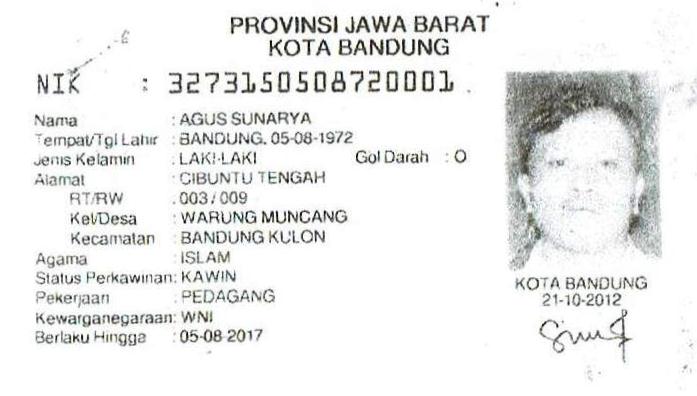 PROVINSI JAWA BARAT
KOTA BANDUNG
NIK : 3273150508720001
Nama : AGUS SUNARYA
Tempat/Tgl Lahir : BANDUNG, 05-08-1972
Jenis Kelamin : LAKI-LAKI Gol Darah : O
Alamat : CIBUNTU TENGAH
RT/RW : 003 / 009
Kel/Desa : WARUNG MUNCANG
Kecamatan : BANDUNG KULON
Agama : ISLAM
Status Perkawinan: KAWIN
Pekerjaan : PEDAGANG
Kewarganegaraan: WNI
Berlaku Hingga : 05-08-2017
KOTA BANDUNG
21-10-2012